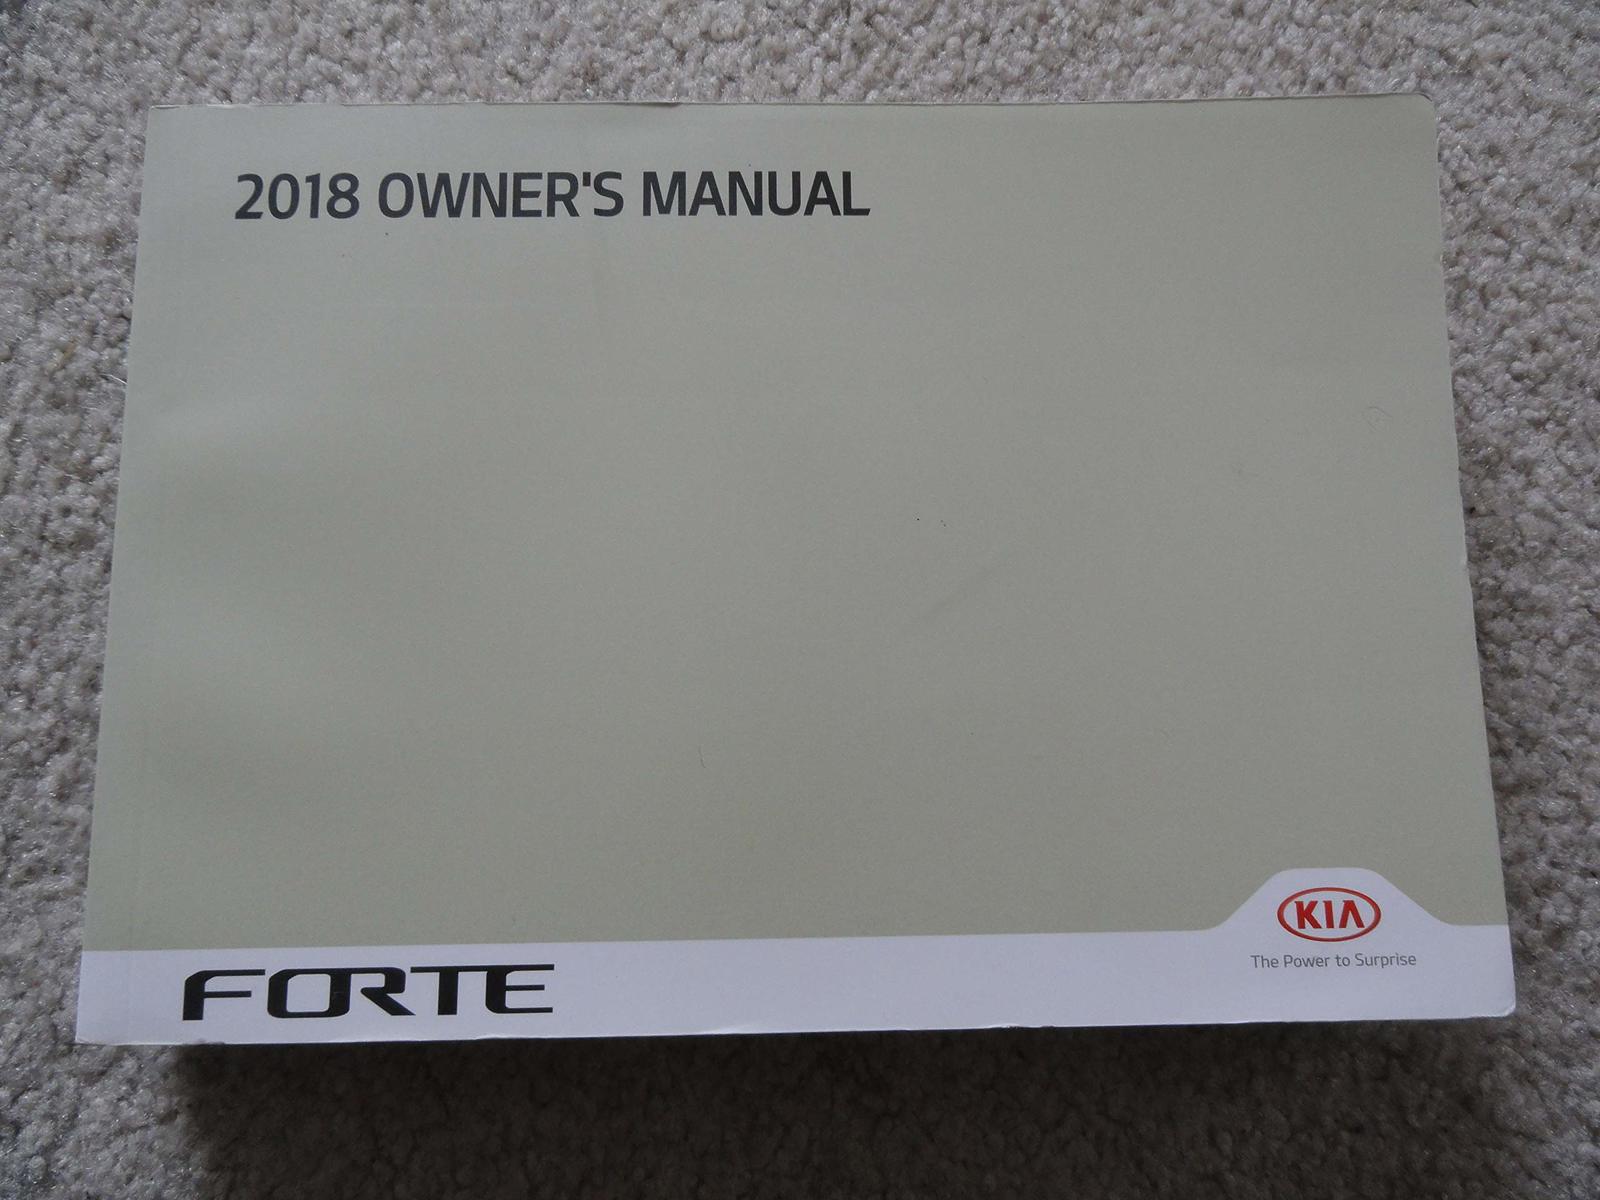 2018 OWNER'S MANUAL
KIA
The Power to Surprise
FORTE